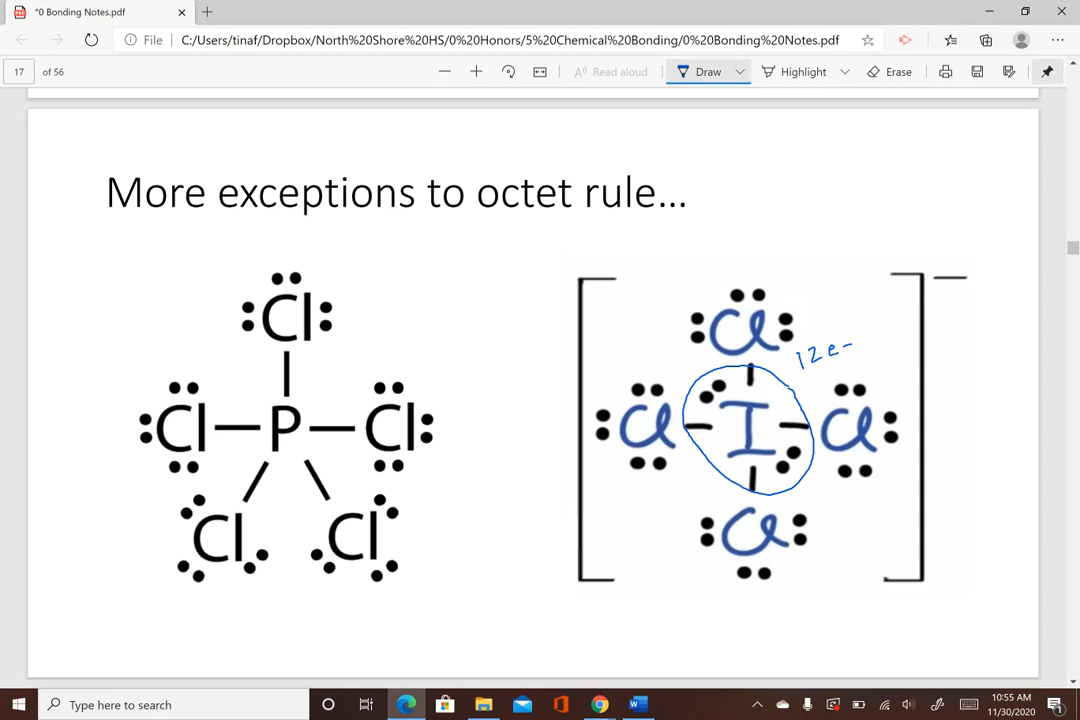 *0 Bonding Notes.pdf
File C:/Users/tinaf/Dropbox/North%20Shore%20HS/0%20Honors/5%20Chemical%20Bonding/0%20Bonding%20Notes.pdf
17 of 56 Read aloud Draw Highlight Erase
More exceptions to octet rule...
Cl
Cl P Cl
Cl Cl
Cl
12e-
Cl I Cl
Cl
Type here to search
10:55 AM
11/30/2020
1